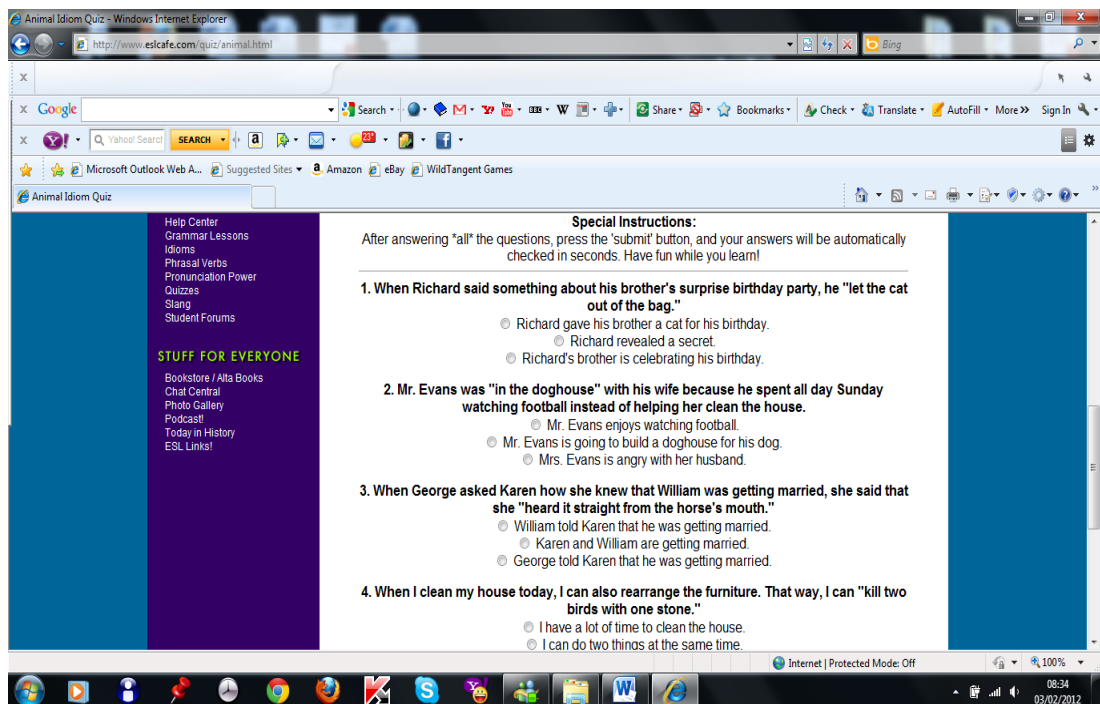 Animal Idiom Quiz - Windows Internet Explorer
http://www.eslcafe.com/quiz/animal.html
Bing
x
x Google
Search
W
Share
Bookmarks
Check
Translate
AutoFill
More >>
Sign In
x Y!
Yahoo! Search
SEARCH
a
23°
f
Microsoft Outlook Web A...
Suggested Sites
a Amazon
eBay
WildTangent Games
Animal Idiom Quiz
Help Center
Grammar Lessons
Idioms
Phrasal Verbs
Pronunciation Power
Quizzes
Slang
Student Forums
STUFF FOR EVERYONE
Bookstore / Alta Books
Chat Central
Photo Gallery
Podcast!
Today in History
ESL Links!
Special Instructions:
After answering *all* the questions, press the 'submit' button, and your answers will be automatically
checked in seconds. Have fun while you learn!
1. When Richard said something about his brother's surprise birthday party, he "let the cat
out of the bag."
Richard gave his brother a cat for his birthday.
Richard revealed a secret.
Richard's brother is celebrating his birthday.
2. Mr. Evans was "in the doghouse" with his wife because he spent all day Sunday
watching football instead of helping her clean the house.
Mr. Evans enjoys watching football.
Mr. Evans is going to build a doghouse for his dog.
Mrs. Evans is angry with her husband.
3. When George asked Karen how she knew that William was getting married, she said that
she "heard it straight from the horse's mouth."
William told Karen that he was getting married.
Karen and William are getting married.
George told Karen that he was getting married.
4. When I clean my house today, I can also rearrange the furniture. That way, I can "kill two
birds with one stone."
I have a lot of time to clean the house.
I can do two things at the same time.
Internet | Protected Mode: Off
100%
08:34
03/02/2012